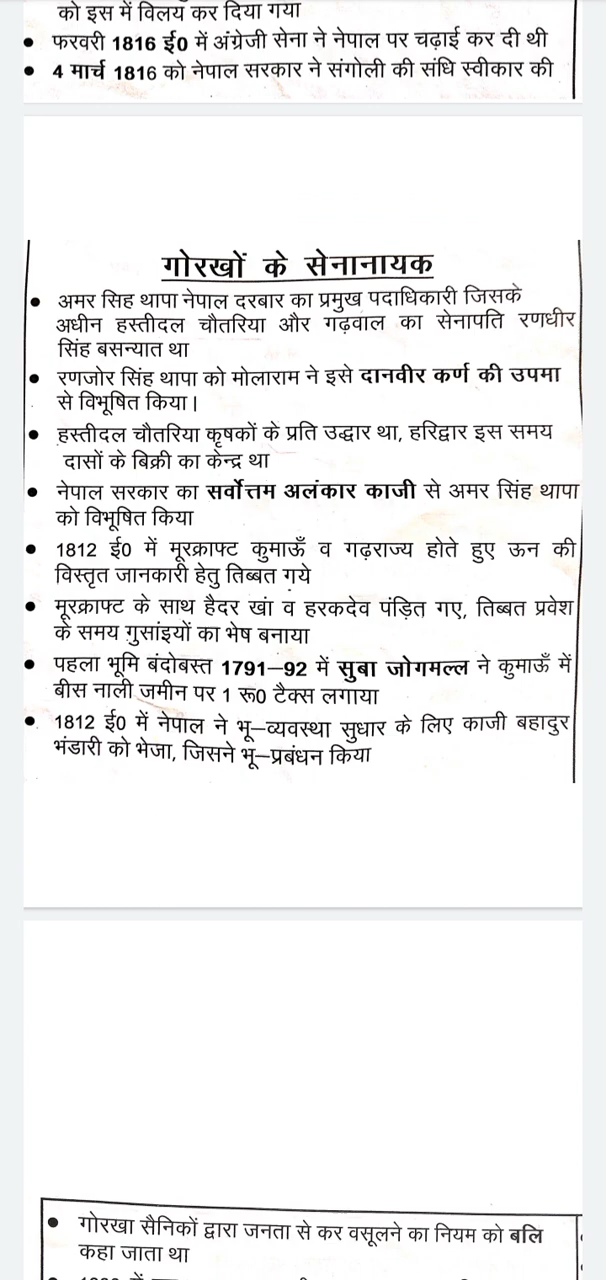 को इस में विलय कर दिया गया
• फरवरी 1816 ई0 में अंग्रेजी सेना ने नेपाल पर चढ़ाई कर दी थी
• 4 मार्च 1816 को नेपाल सरकार ने संगोली की संधि स्वीकार की
गोरखों के सेनानायक
• अमर सिह थापा नेपाल दरबार का प्रमुख पदाधिकारी जिसके
अधीन हस्तीदल चौतरिया और गढ़वाल का सेनापति रणधीर
सिंह बसन्यात था
• रणजोर सिंह थापा को मोलाराम ने इसे दानवीर कर्ण की उपमा
से विभूषित किया।
• हस्तीदल चौतरिया कृषकों के प्रति उद्धार था, हरिद्वार इस समय
दासों के बिक्री का केन्द्र था
• नेपाल सरकार का सर्वोत्तम अलंकार काजी से अमर सिंह थापा
को विभूषित किया
• 1812 ई0 में मूरक्राफ्ट कुमाऊँ व गढ़राज्य होते हुए ऊन की
विस्तृत जानकारी हेतु तिब्बत गये
• मूरक्राफ्ट के साथ हैदर खां व हरकदेव पंड़ित गए, तिब्बत प्रवेश
के समय गुसांइयों का भेष बनाया
• पहला भूमि बंदोबस्त 1791–92 में सुबा जोगमल्ल ने कुमाऊँ में
बीस नाली जमीन पर 1 रू0 टैक्स लगाया
• 1812 ई0 में नेपाल ने भू–व्यवस्था सुधार के लिए काजी बहादुर
भंडारी को भेजा, जिसने भू–प्रबंधन किया
• गोरखा सैनिकों द्वारा जनता से कर वसूलने का नियम को बलि
कहा जाता था